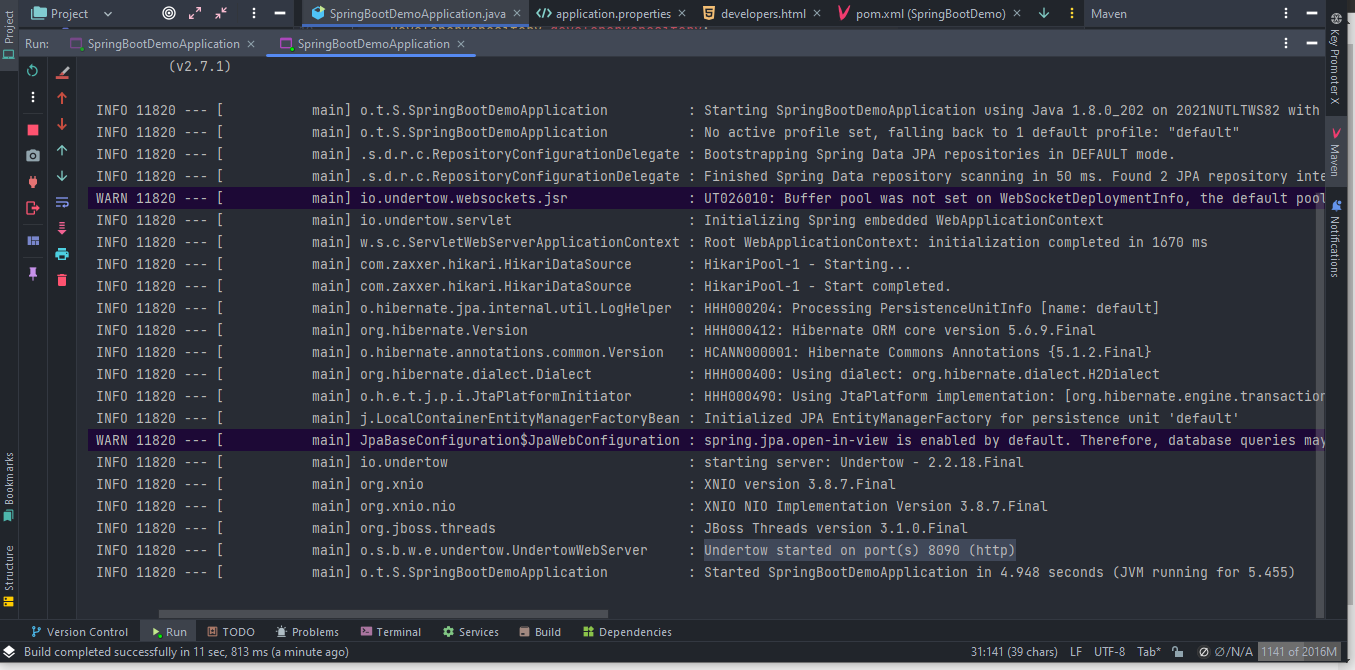 Project
SpringBootDemoApplication.java
application.properties
developers.html
pom.xml (SpringBootDemo)
Maven
Run:
SpringBootDemoApplication
SpringBootDemoApplication
(v2.7.1)
INFO 11820 --- [ main] o.t.S.SpringBootDemoApplication : Starting SpringBootDemoApplication using Java 1.8.0_202 on 2021NUTLTWS82 with
INFO 11820 --- [ main] o.t.S.SpringBootDemoApplication : No active profile set, falling back to 1 default profile: "default"
INFO 11820 --- [ main] .s.d.r.c.RepositoryConfigurationDelegate : Bootstrapping Spring Data JPA repositories in DEFAULT mode.
INFO 11820 --- [ main] .s.d.r.c.RepositoryConfigurationDelegate : Finished Spring Data repository scanning in 50 ms. Found 2 JPA repository inte
WARN 11820 --- [ main] io.undertow.websockets.jsr : UT026010: Buffer pool was not set on WebSocketDeploymentInfo, the default pool
INFO 11820 --- [ main] io.undertow.servlet : Initializing Spring embedded WebApplicationContext
INFO 11820 --- [ main] w.s.c.ServletWebServerApplicationContext : Root WebApplicationContext: initialization completed in 1670 ms
INFO 11820 --- [ main] com.zaxxer.hikari.HikariDataSource : HikariPool-1 - Starting...
INFO 11820 --- [ main] com.zaxxer.hikari.HikariDataSource : HikariPool-1 - Start completed.
INFO 11820 --- [ main] o.hibernate.jpa.internal.util.LogHelper : HHH000204: Processing PersistenceUnitInfo [name: default]
INFO 11820 --- [ main] org.hibernate.Version : HHH000412: Hibernate ORM core version 5.6.9.Final
INFO 11820 --- [ main] o.hibernate.annotations.common.Version : HCANN000001: Hibernate Commons Annotations {5.1.2.Final}
INFO 11820 --- [ main] org.hibernate.dialect.Dialect : HHH000400: Using dialect: org.hibernate.dialect.H2Dialect
INFO 11820 --- [ main] o.h.e.t.j.p.i.JtaPlatformInitiator : HHH000490: Using JtaPlatform implementation: [org.hibernate.engine.transaction
INFO 11820 --- [ main] j.LocalContainerEntityManagerFactoryBean : Initialized JPA EntityManagerFactory for persistence unit 'default'
WARN 11820 --- [ main] JpaBaseConfiguration$JpaWebConfiguration : spring.jpa.open-in-view is enabled by default. Therefore, database queries may
INFO 11820 --- [ main] io.undertow : starting server: Undertow - 2.2.18.Final
INFO 11820 --- [ main] org.xnio : XNIO version 3.8.7.Final
INFO 11820 --- [ main] org.xnio.nio : XNIO NIO Implementation Version 3.8.7.Final
INFO 11820 --- [ main] org.jboss.threads : JBoss Threads version 3.1.0.Final
INFO 11820 --- [ main] o.s.b.w.e.undertow.UndertowWebServer : Undertow started on port(s) 8090 (http)
INFO 11820 --- [ main] o.t.S.SpringBootDemoApplication : Started SpringBootDemoApplication in 4.948 seconds (JVM running for 5.455)
Project
Bookmarks
Structure
Key Promoter X
Maven
Notifications
Version Control
Run
TODO
Problems
Terminal
Services
Build
Dependencies
Build completed successfully in 11 sec, 813 ms (a minute ago)
31:141 (39 chars)
LF
UTF-8
Tab*
Ø/N/A
1141 of 2016M